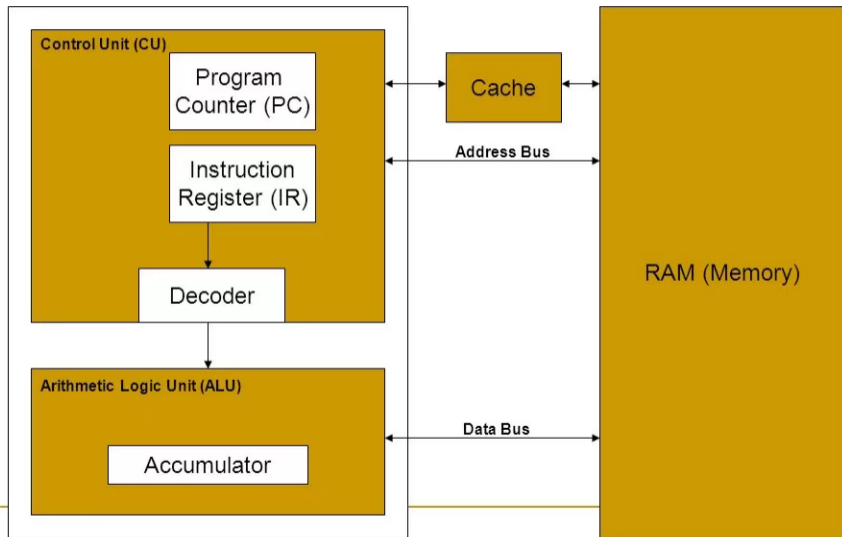 Control Unit (CU)
Program
Counter (PC)
Cache
Address Bus
Instruction
Register (IR)
RAM (Memory)
Decoder
Arithmetic Logic Unit (ALU)
Data Bus
Accumulator